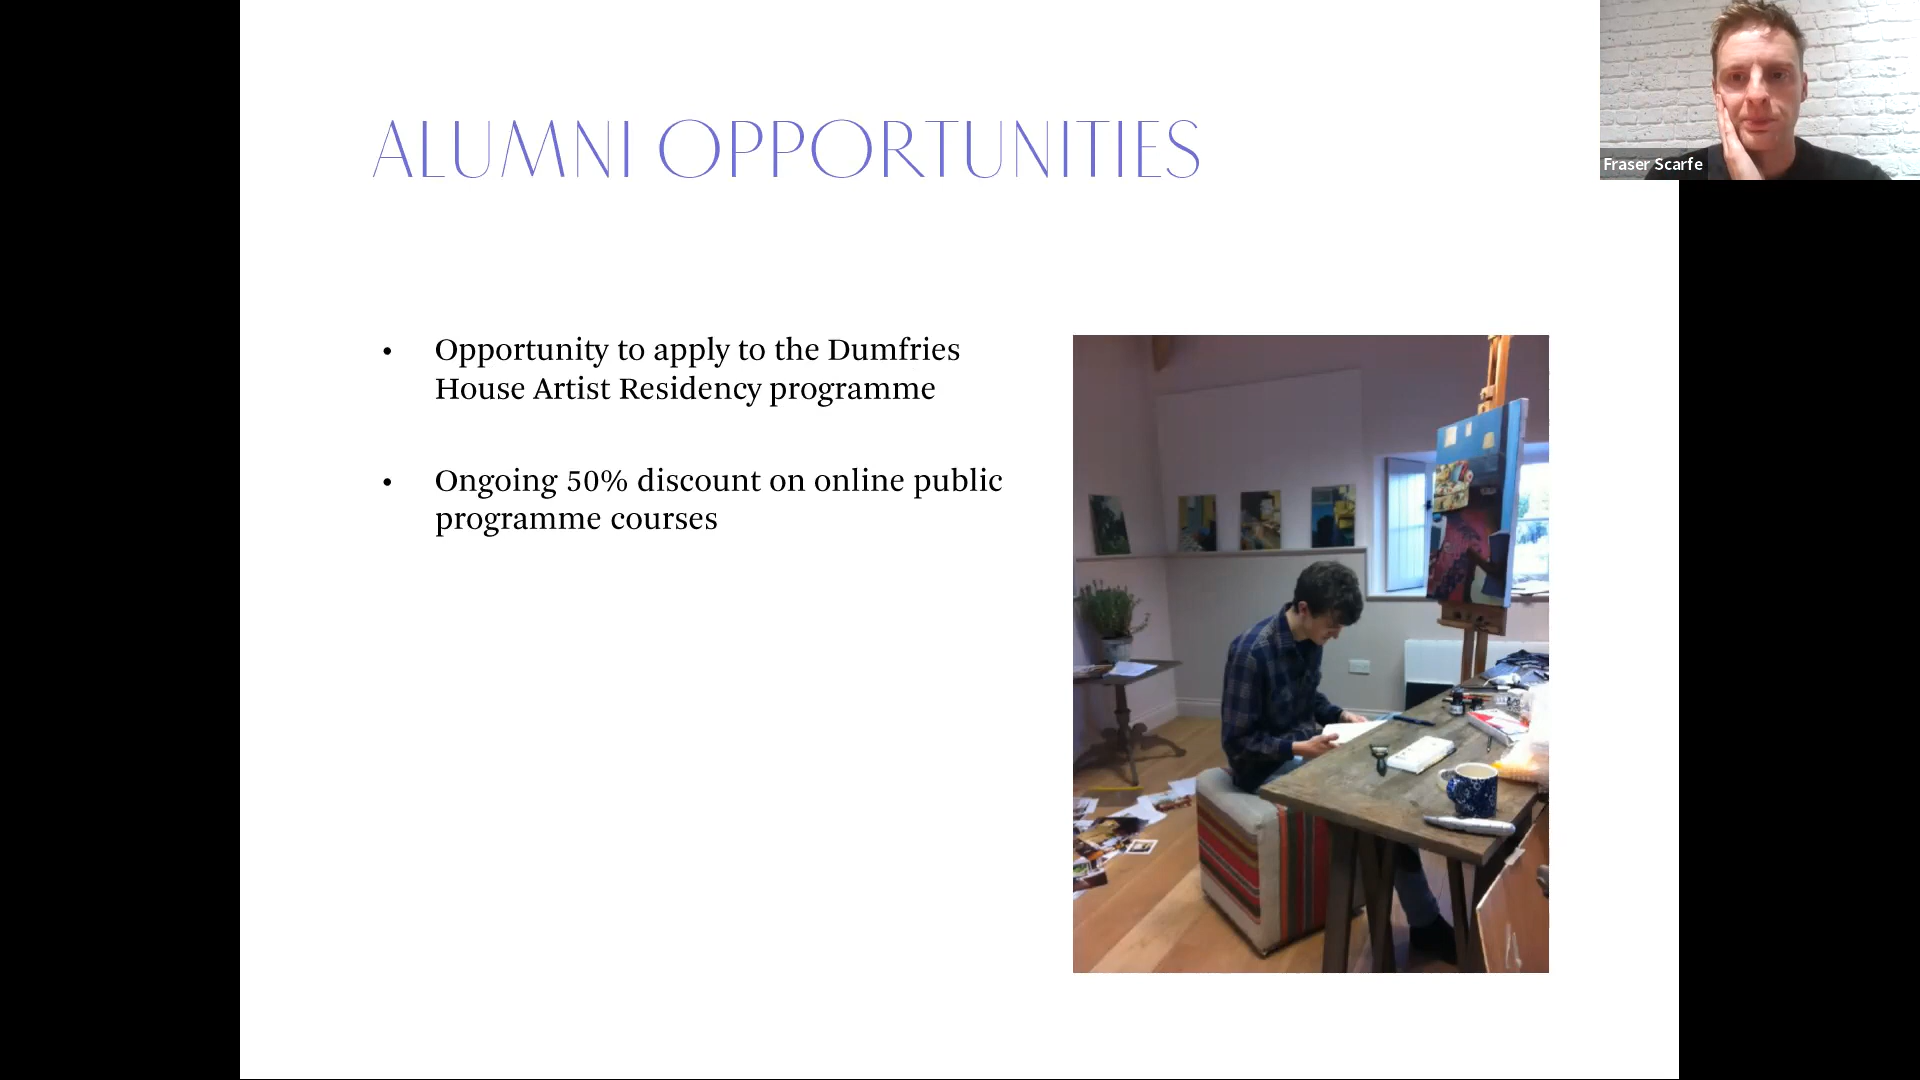 ALUMNI OPPORTUNITIES
Fraser Scarfe
• Opportunity to apply to the Dumfries
House Artist Residency programme
• Ongoing 50% discount on online public
programme courses